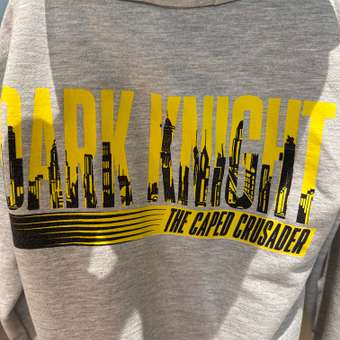 DARK KNIGHT
THE CAPED CRUSADER